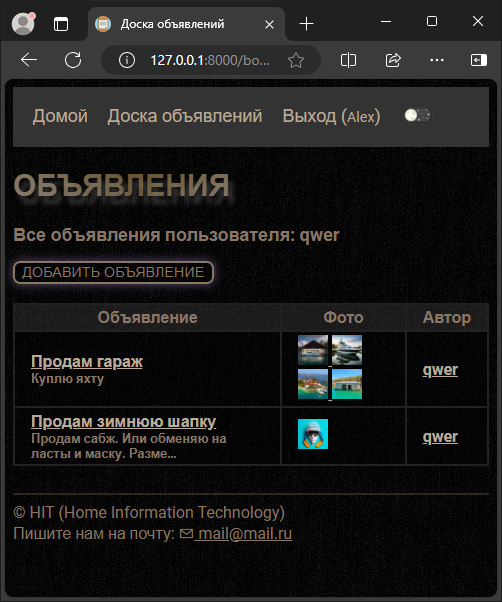 Доска объявлений
127.0.0.1:8000/bo...
Домой Доска объявлений Выход (Alex)
ОБЪЯВЛЕНИЯ
Все объявления пользователя: qwer
ДОБАВИТЬ ОБЪЯВЛЕНИЕ
Объявление Фото Автор
Продам гараж
Куплю яхту
qwer
Продам зимнюю шапку
Продам сабж. Или обменяю на
ласты и маску. Разме...
qwer
© HIT (Home Information Technology)
Пишите нам на почту: mail@mail.ru